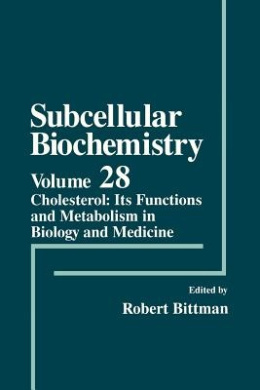 Subcellular
Biochemistry
Volume 28
Cholesterol: Its Functions
and Metabolism in
Biology and Medicine
Edited by
Robert Bittman